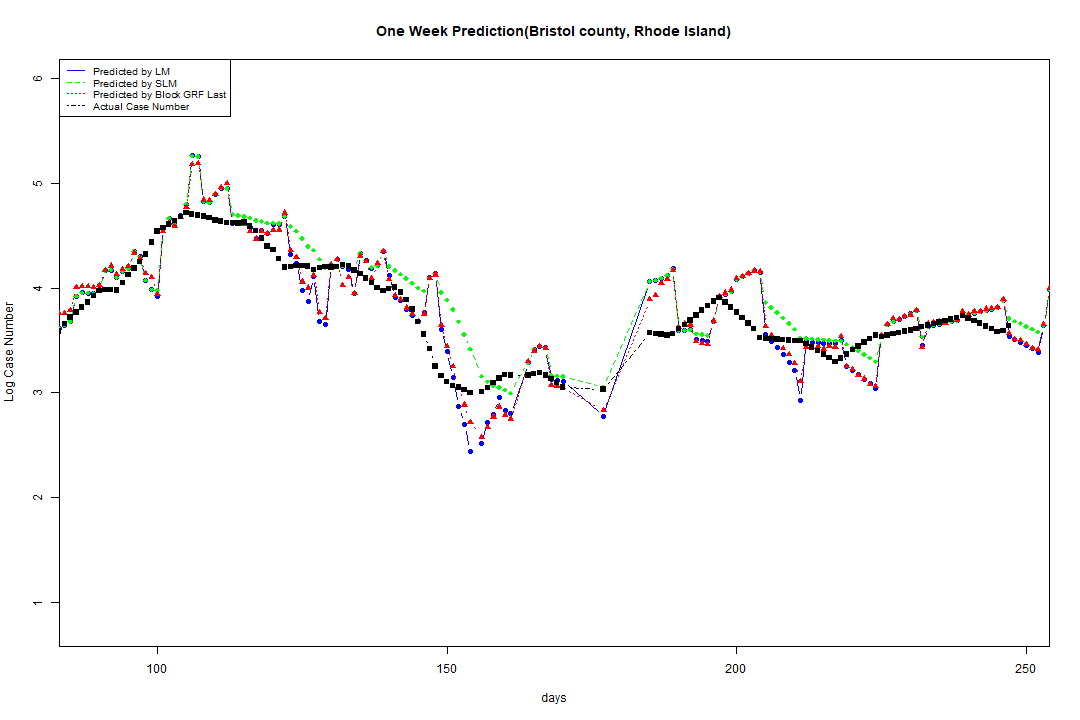 One Week Prediction(Bristol county, Rhode Island)
Predicted by LM
Predicted by SLM
Predicted by Block GRF Last
Actual Case Number
6
5
4
3
2
1
Log Case Number
100
150
200
250
days